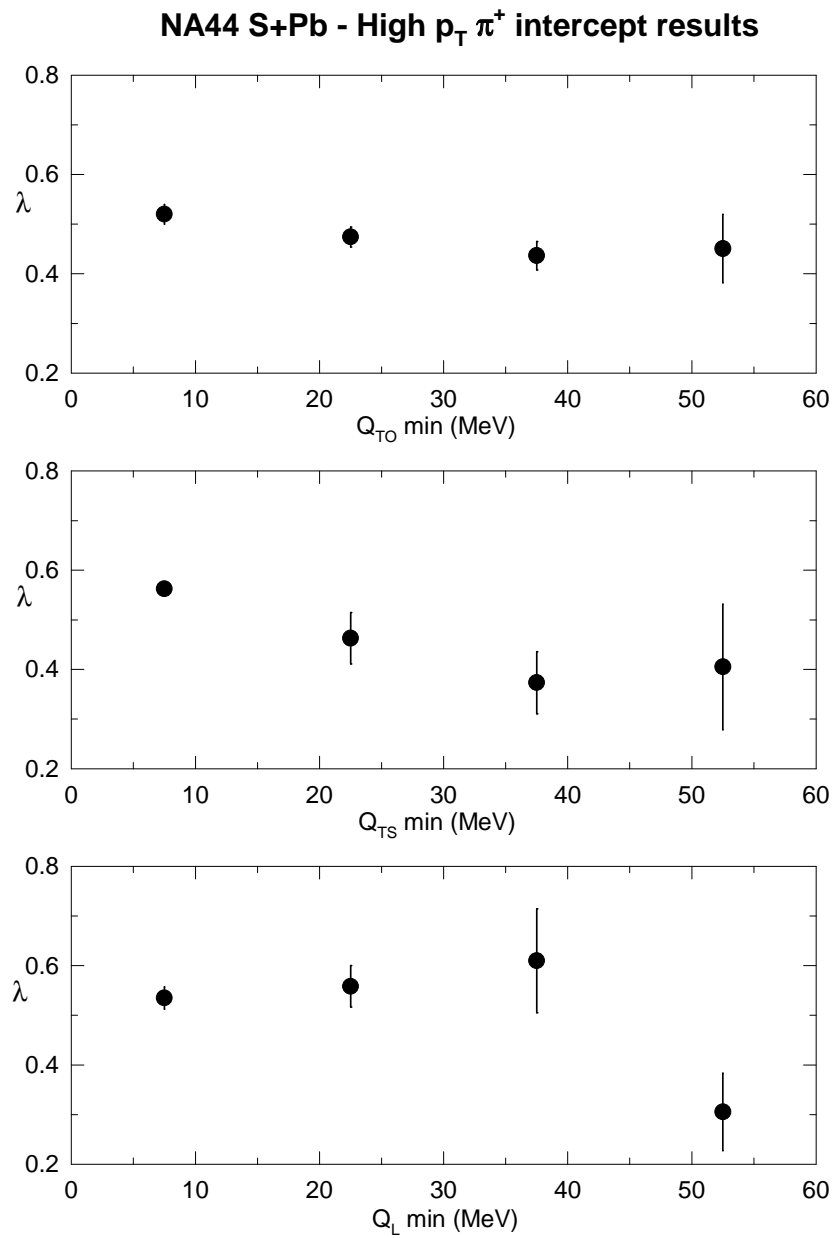 NA44 S+Pb - High p_T π⁺ intercept results
0.8
0.6
λ
0.4
0.2
0 10 20 30 40 50 60
Q_TO min (MeV)
0.8
0.6
λ
0.4
0.2
0 10 20 30 40 50 60
Q_TS min (MeV)
0.8
0.6
λ
0.4
0.2
0 10 20 30 40 50 60
Q_L min (MeV)